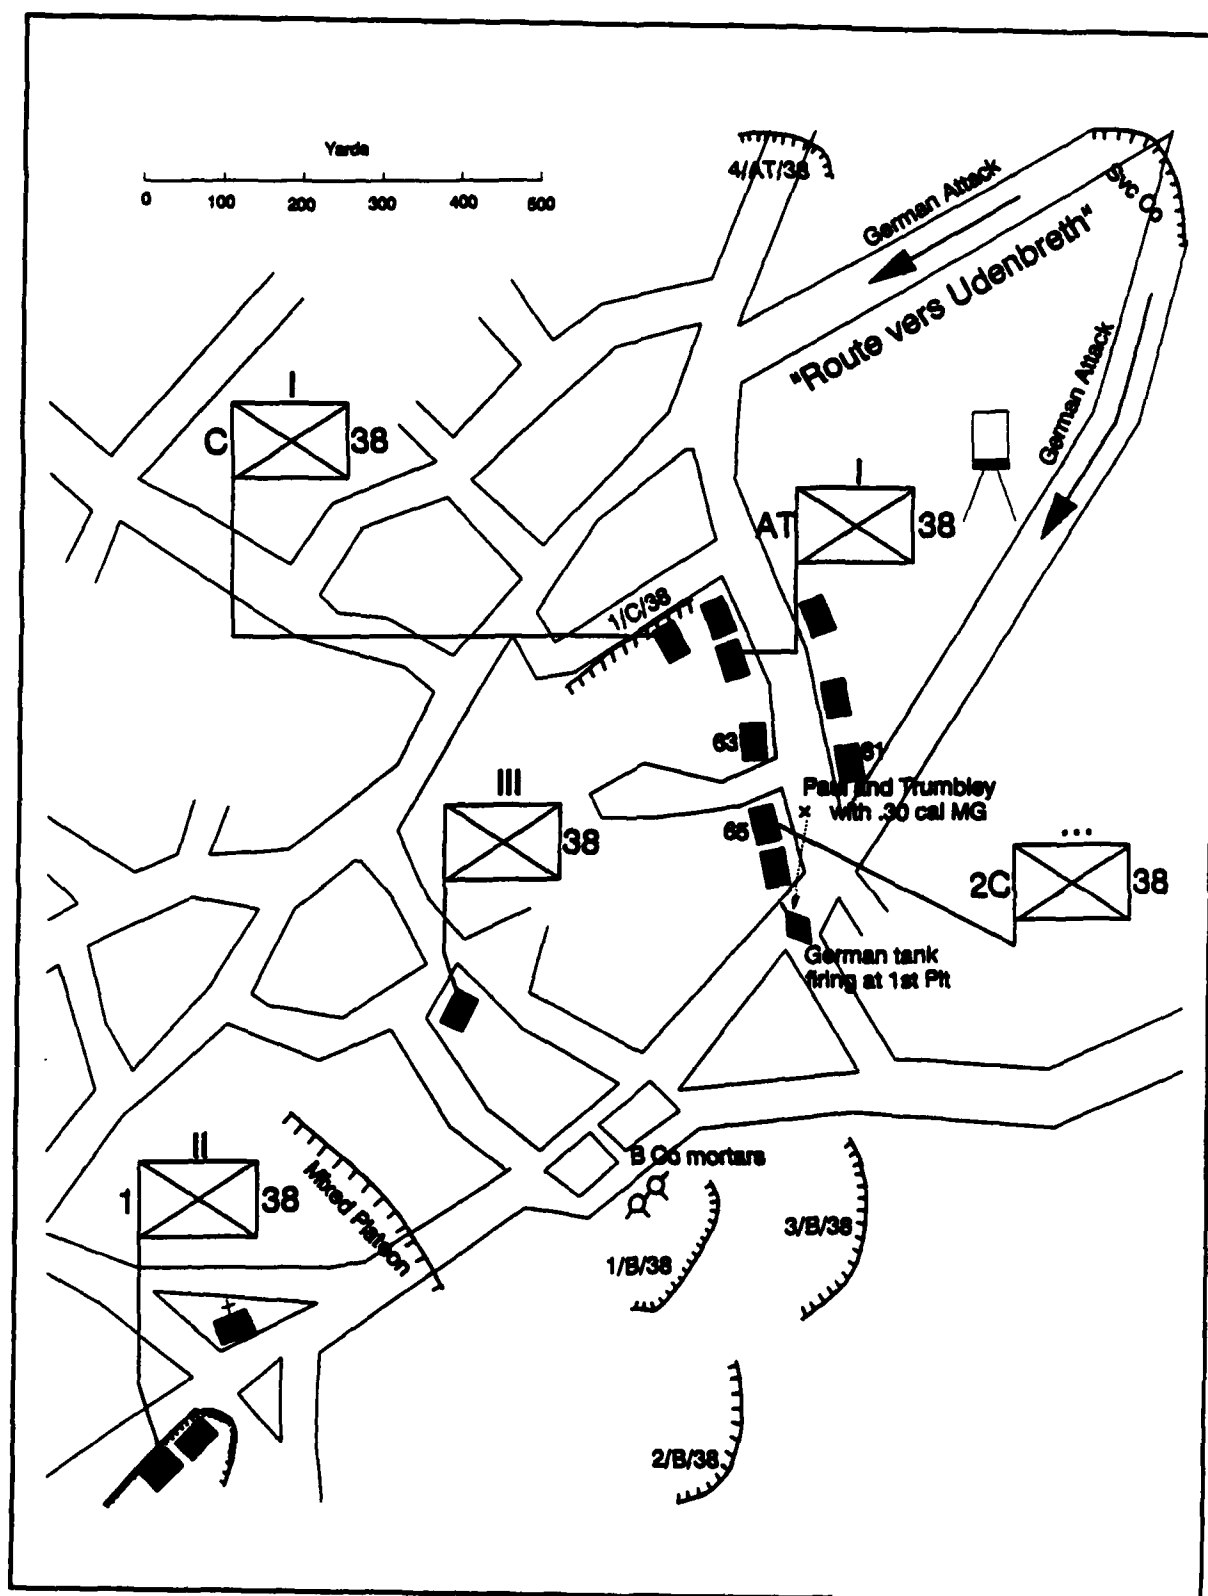 Yards
0 100 200 300 400 500
4/AT/38
Svc Co
German Attack
"Route vers Udenbreth"
German Attack
I
C 38
I
AT 38
1/C/38
63
61
Paul and Trumbley
with .30 cal MG
III
38
65
...
2C 38
German tank
firing at 1st Plt
II
1 38
Mixed Platoon
B Co mortars
3/B/38
1/B/38
2/B/38